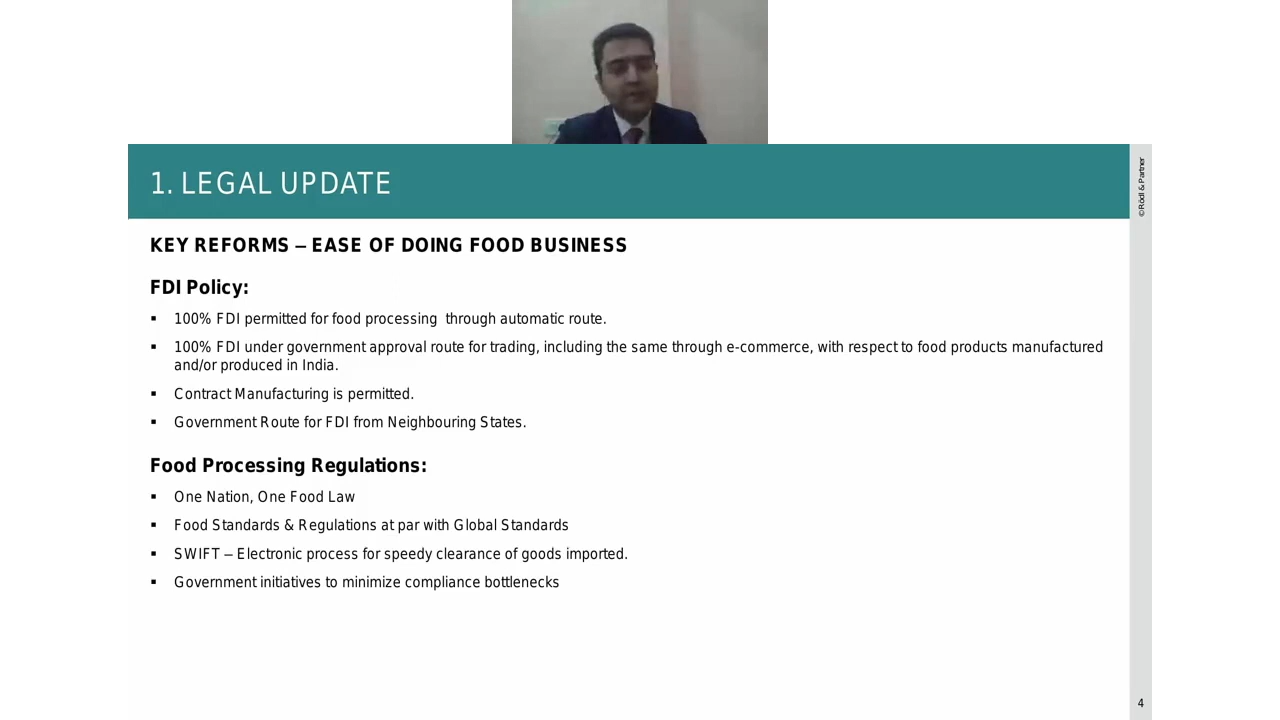 1. LEGAL UPDATE
© Rödl & Partner
KEY REFORMS – EASE OF DOING FOOD BUSINESS
FDI Policy:
▪ 100% FDI permitted for food processing through automatic route.
▪ 100% FDI under government approval route for trading, including the same through e-commerce, with respect to food products manufactured
and/or produced in India.
▪ Contract Manufacturing is permitted.
▪ Government Route for FDI from Neighbouring States.
Food Processing Regulations:
▪ One Nation, One Food Law
▪ Food Standards & Regulations at par with Global Standards
▪ SWIFT – Electronic process for speedy clearance of goods imported.
▪ Government initiatives to minimize compliance bottlenecks
4